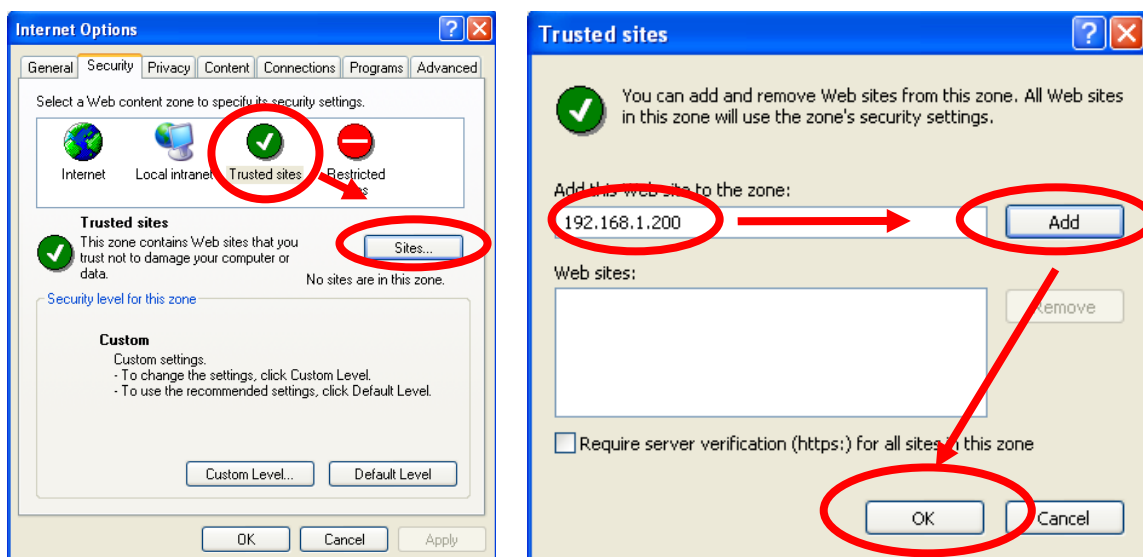 Internet Options
General Security Privacy Content Connections Programs Advanced
Select a Web content zone to specify its security settings.
Internet Local intranet Trusted sites Restricted
Trusted sites
This zone contains Web sites that you
trust not to damage your computer or
data.
Sites...
No sites are in this zone.
Security level for this zone
Custom
Custom settings.
- To change the settings, click Custom Level.
- To use the recommended settings, click Default Level.
Custom Level... Default Level
OK Cancel Apply
Trusted sites
You can add and remove Web sites from this zone. All Web sites
in this zone will use the zone's security settings.
Add this Web site to the zone:
192.168.1.200 Add
Web sites:
Remove
Require server verification (https:) for all sites in this zone
OK Cancel